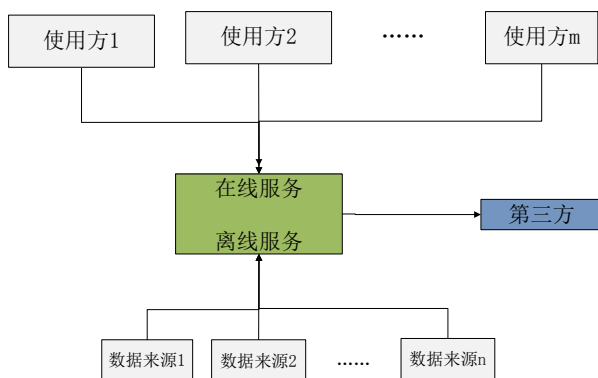 使用方1
使用方2
……
使用方m
在线服务
离线服务
第三方
数据来源1
数据来源2
……
数据来源n